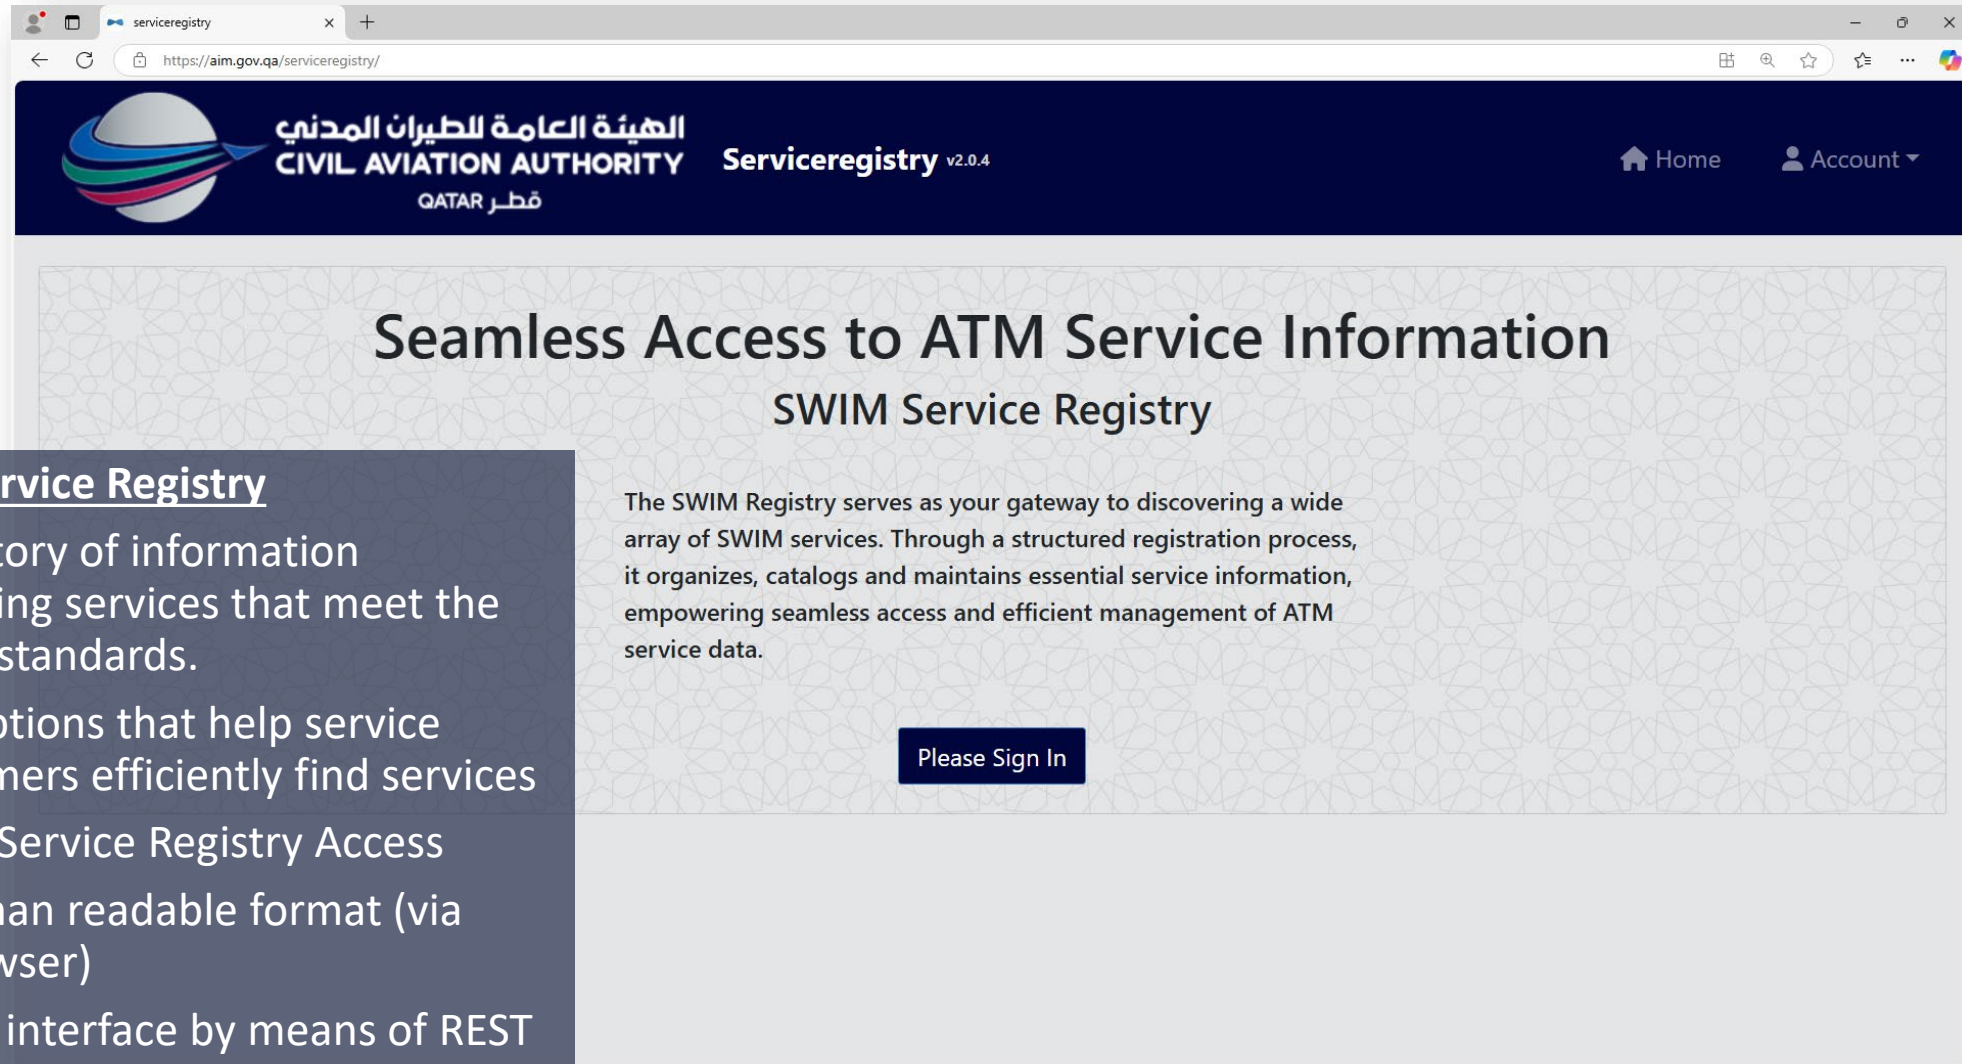 serviceregistry
https://aim.gov.qa/serviceregistry/
الهيئة العامة للطيران المدني
CIVIL AVIATION AUTHORITY
QATAR قطر
Serviceregistry v2.0.4
Home
Account
Seamless Access to ATM Service Information
SWIM Service Registry
The SWIM Registry serves as your gateway to discovering a wide
array of SWIM services. Through a structured registration process,
it organizes, catalogs and maintains essential service information,
empowering seamless access and efficient management of ATM
service data.
Please Sign In
rvice Registry
tory of information
ing services that meet the
standards.
ptions that help service
mers efficiently find services
Service Registry Access
nan readable format (via
wser)
interface by means of REST